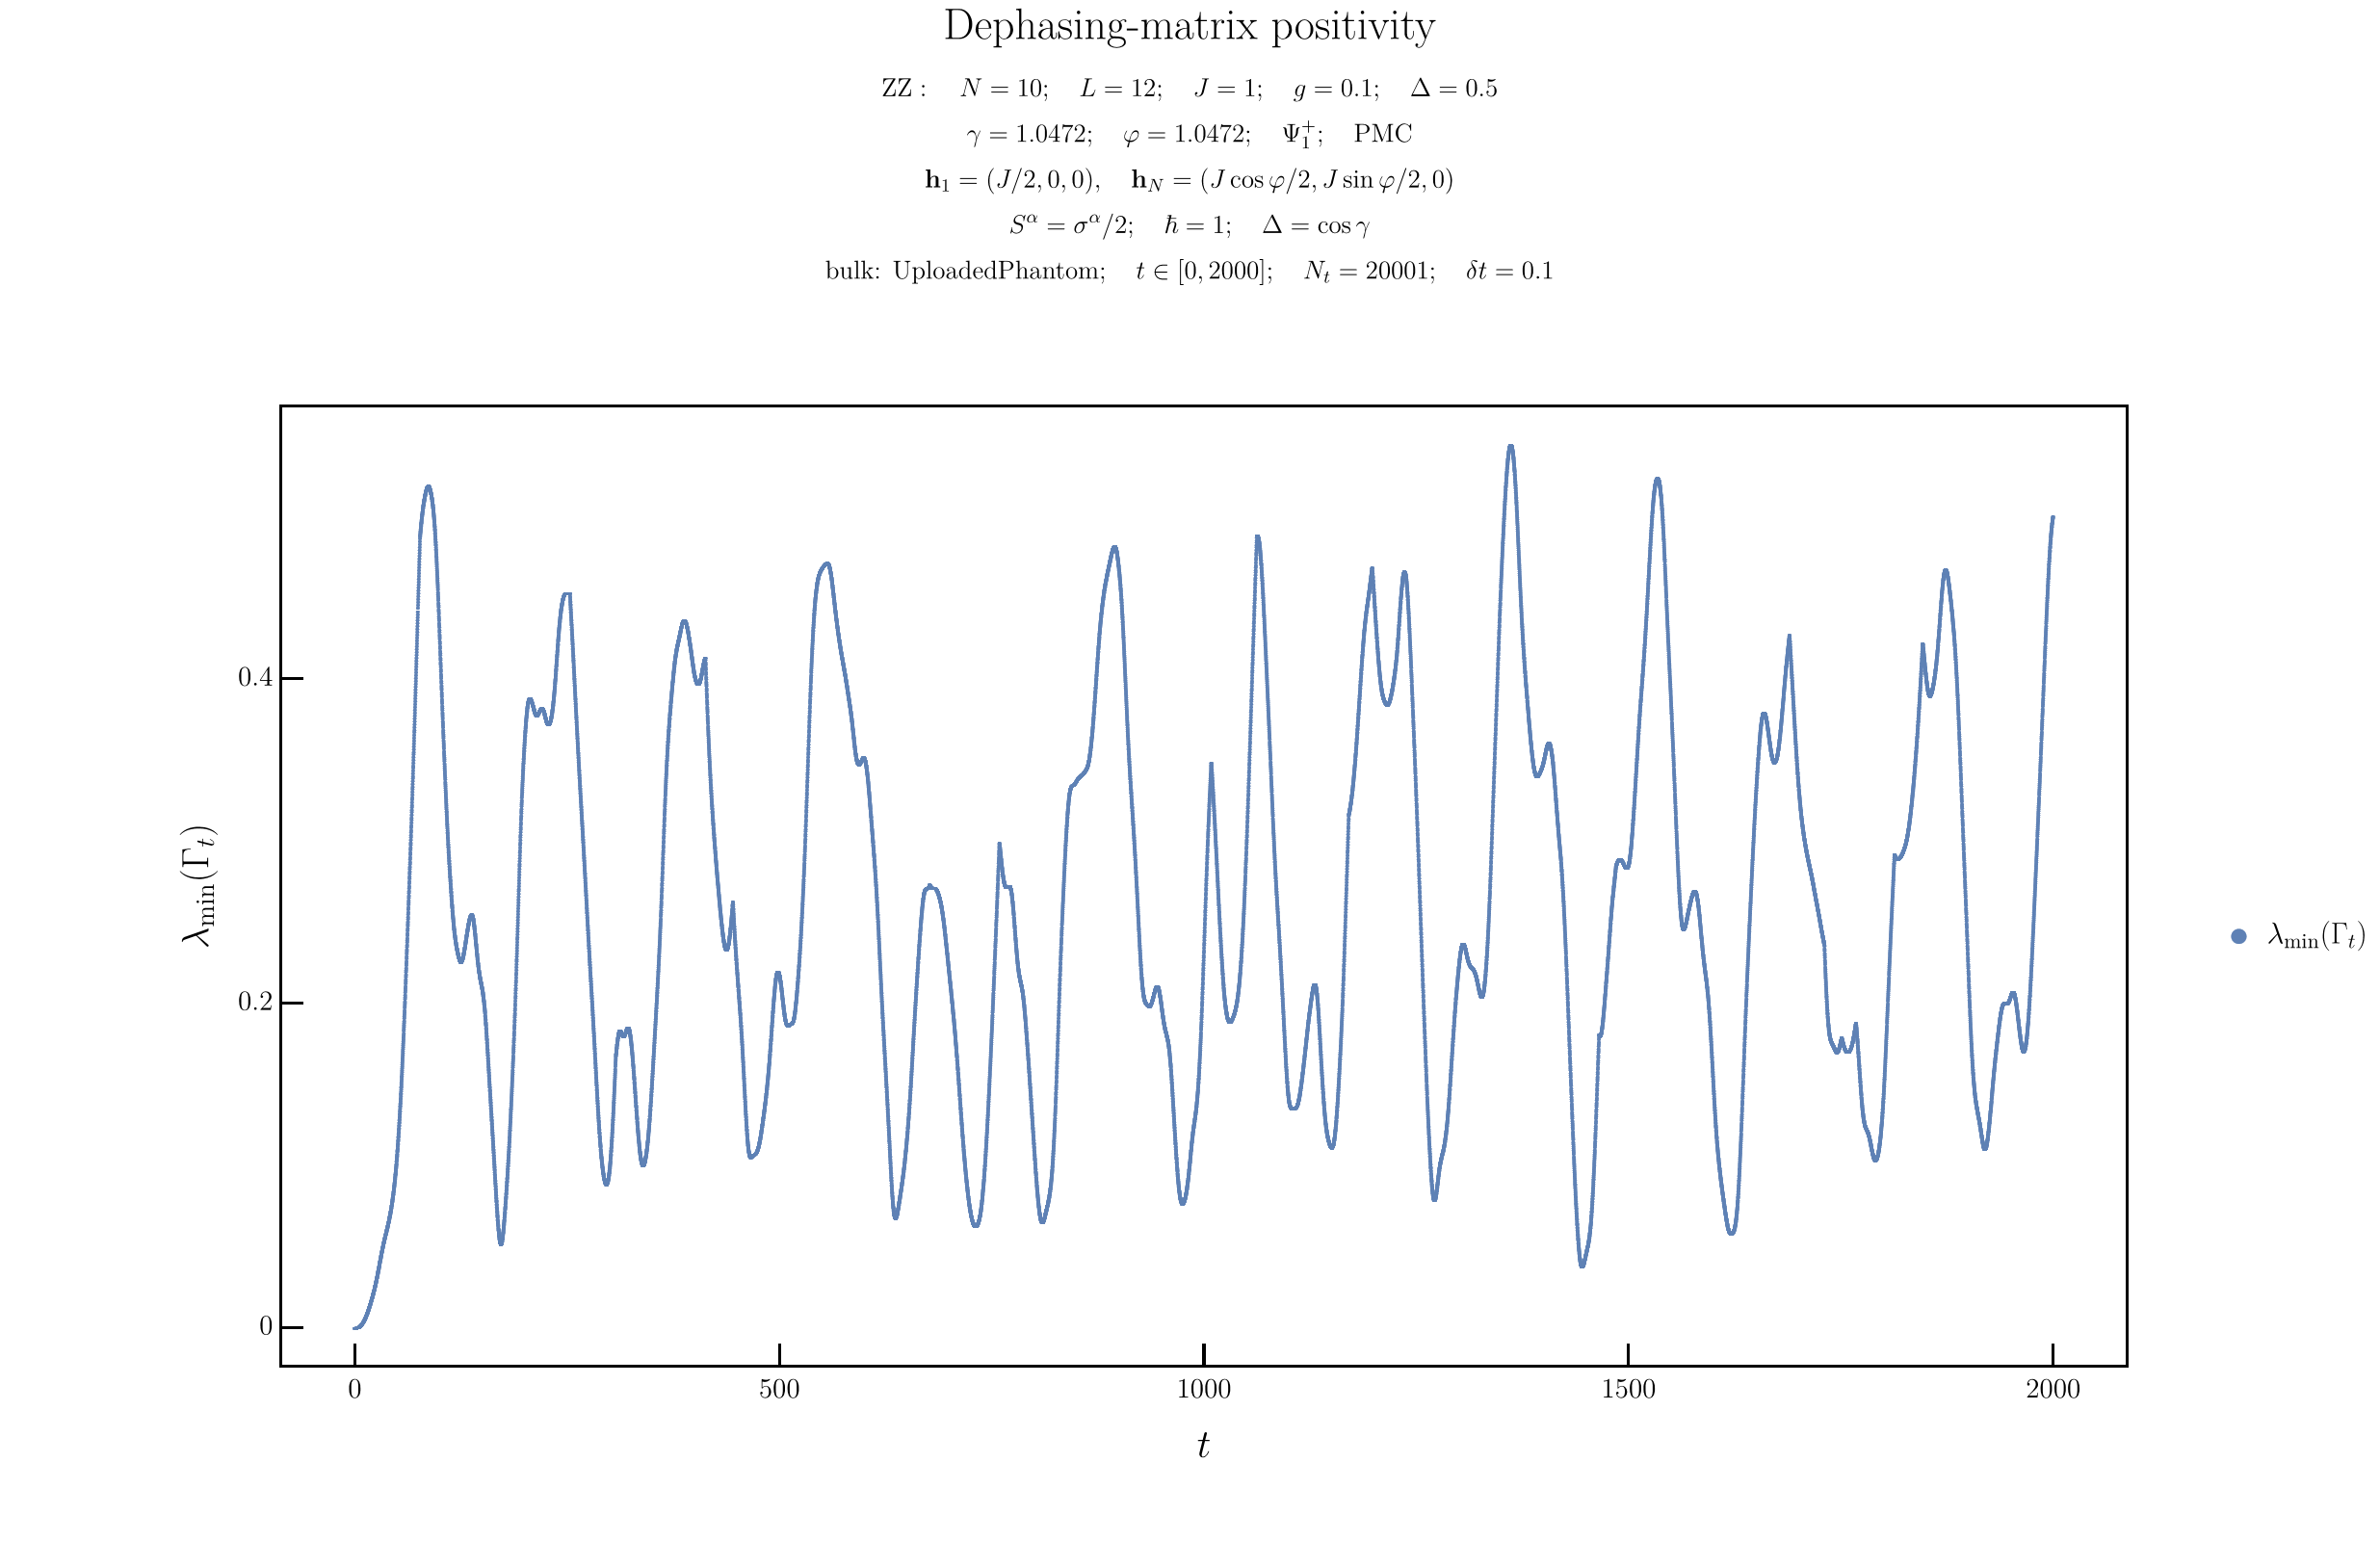 Dephasing-matrix positivity
ZZ : N = 10; L = 12; J = 1; g = 0.1; Δ = 0.5
γ = 1.0472; φ = 1.0472; Ψ₁⁺; PMC
h₁ = (J/2, 0, 0), h_N = (J cos φ/2, J sin φ/2, 0)
S^α = σ^α/2; ℏ = 1; Δ = cos γ
bulk: UploadedPhantom; t ∈ [0, 2000]; N_t = 20001; δt = 0.1
λ_min(Γ_t)
0.4
0.2
0
0 500 1000 1500 2000
t
λ_min(Γ_t)